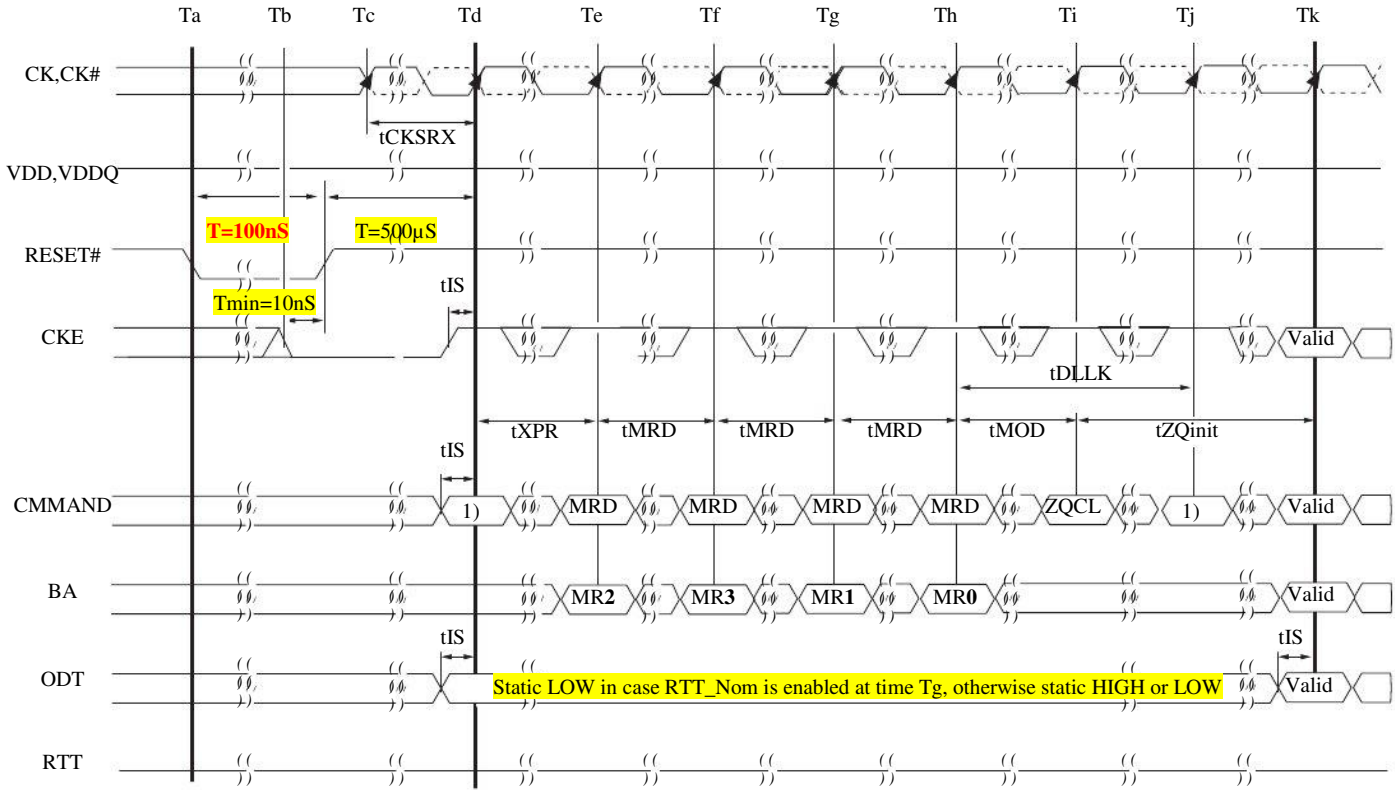 Ta Tb Tc Td Te Tf Tg Th Ti Tj Tk
CK,CK#
tCKSRX
VDD,VDDQ
T=100nS T=500µS
RESET#
Tmin=10nS tIS
CKE Valid
tDLLK
tXPR tMRD tMRD tMRD tMOD tZQinit
tIS
CMMAND 1) MRD MRD MRD MRD ZQCL 1) Valid
BA MR2 MR3 MR1 MR0 Valid
tIS tIS
ODT Static LOW in case RTT_Nom is enabled at time Tg, otherwise static HIGH or LOW Valid
RTT